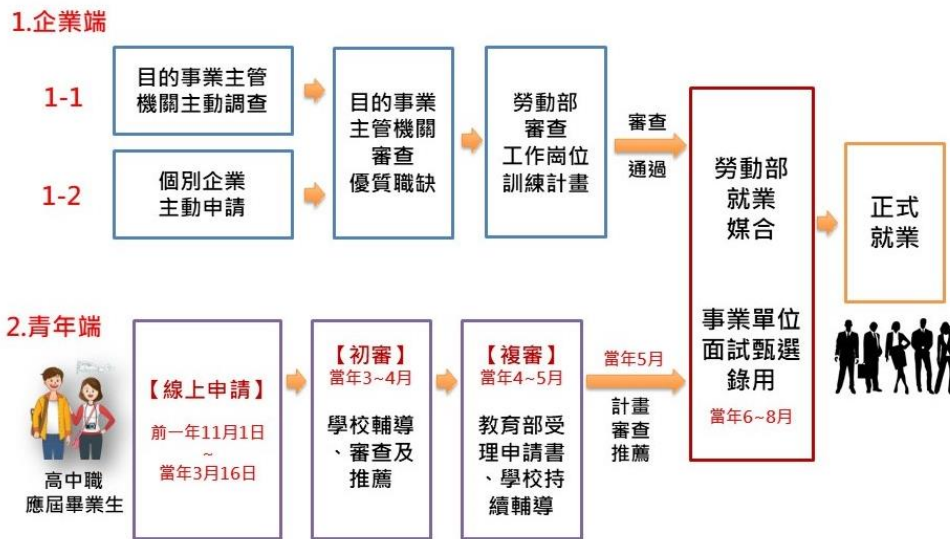 1.企業端
1-1
目的事業主管
機關主動調查
1-2
個別企業
主動申請
目的事業
主管機關
審查
優質職缺
勞動部
審查
工作崗位
訓練計畫
審查
通過
勞動部
就業
媒合
事業單位
面試甄選
錄用
當年6~8月
正式
就業
2.青年端
高中職
應屆畢業生
【線上申請】
前一年11月1日
~
當年3月16日
【初審】
當年3~4月
學校輔導
、審查及
推薦
【複審】
當年4~5月
教育部受
理申請書
、學校持
續輔導
當年5月
計畫
審查
推薦